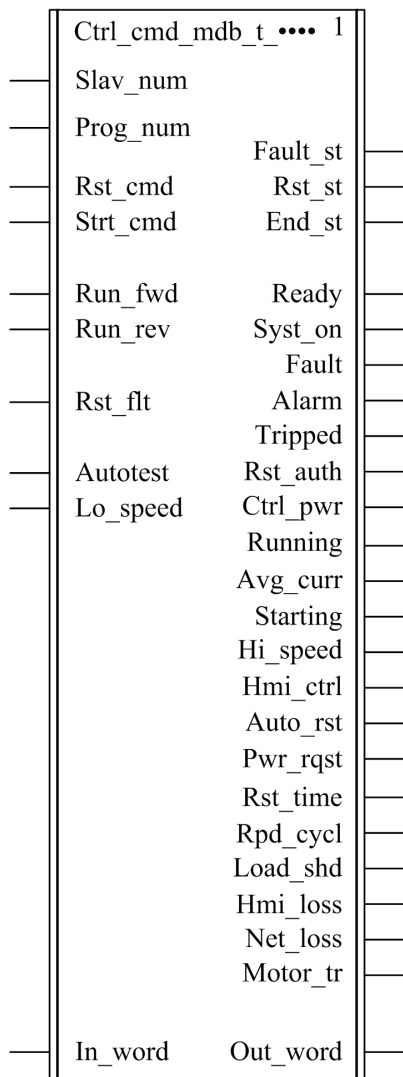 Ctrl_cmd_mdb_t_•••• 1
Slav_num
Prog_num
Fault_st
Rst_cmd Rst_st
Strt_cmd End_st
Run_fwd Ready
Run_rev Syst_on
Fault
Rst_flt Alarm
Tripped
Autotest Rst_auth
Lo_speed Ctrl_pwr
Running
Avg_curr
Starting
Hi_speed
Hmi_ctrl
Auto_rst
Pwr_rqst
Rst_time
Rpd_cycl
Load_shd
Hmi_loss
Net_loss
Motor_tr
In_word Out_word